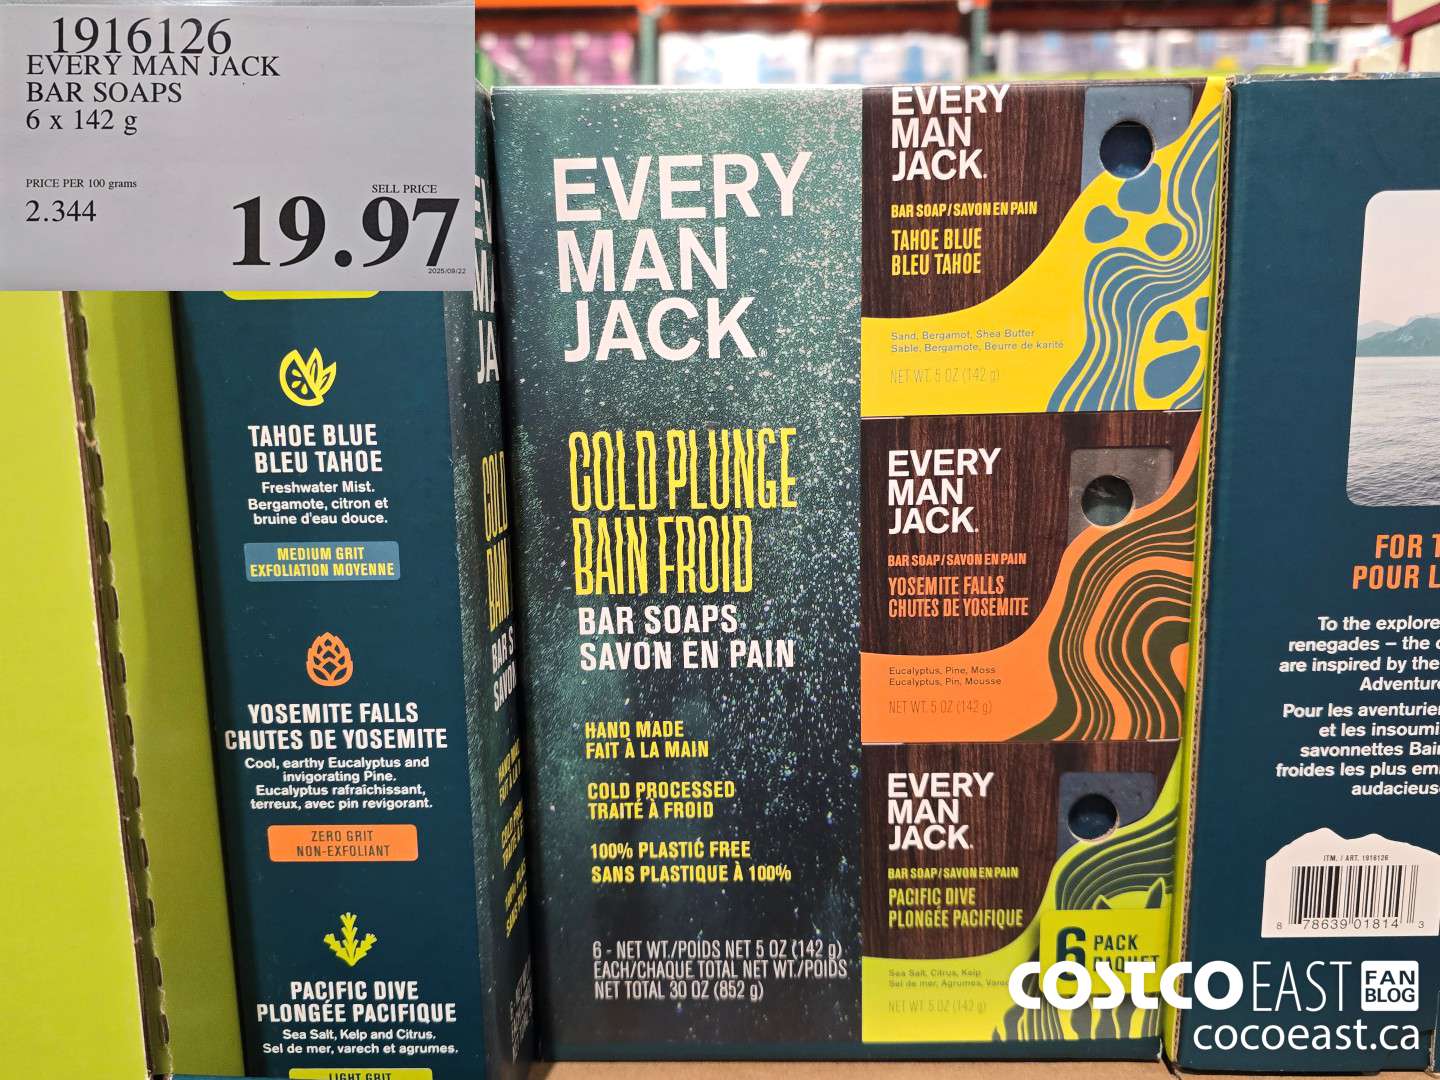 1916126
EVERY MAN JACK
BAR SOAPS
6 x 142 g
PRICE PER 100 grams
2.344
SELL PRICE
19.97
2025/09/22
TAHOE BLUE
BLEU TAHOE
Freshwater Mist.
Bergamote, citron et
bruine d'eau douce.
MEDIUM GRIT
EXFOLIATION MOYENNE
YOSEMITE FALLS
CHUTES DE YOSEMITE
Cool, earthy Eucalyptus and
invigorating Pine.
Eucalyptus rafraîchissant,
terreux, avec pin revigorant.
ZERO GRIT
NON-EXFOLIANT
PACIFIC DIVE
PLONGÉE PACIFIQUE
Sea Salt, Kelp and Citrus.
Sel de mer, varech et agrumes.
LIGHT GRIT
EVERY
MAN
JACK
COLD PLUNGE
BAIN FROID
BAR SOAPS
SAVON EN PAIN
HAND MADE
FAIT À LA MAIN
COLD PROCESSED
TRAITÉ À FROID
100% PLASTIC FREE
SANS PLASTIQUE À 100%
6 - NET WT./POIDS NET 5 OZ (142 g)
EACH/CHAQUE TOTAL NET WT./POIDS
NET TOTAL 30 OZ (852 g)
EVERY
MAN
JACK.
BAR SOAP/SAVON EN PAIN
TAHOE BLUE
BLEU TAHOE
Sand, Bergamot, Shea Butter
Sable, Bergamote, Beurre de karité
NET WT. 5 OZ (142 g)
EVERY
MAN
JACK.
BAR SOAP/SAVON EN PAIN
YOSEMITE FALLS
CHUTES DE YOSEMITE
Eucalyptus, Pine, Moss
Eucalyptus, Pin, Mousse
NET WT. 5 OZ (142 g)
EVERY
MAN
JACK.
BAR SOAP/SAVON EN PAIN
PACIFIC DIVE
PLONGÉE PACIFIQUE
Sea Salt, Citrus, Kelp
Sel de mer, Agrumes, Varec
NET WT. 5 OZ (142 g)
6 PACK
PAQUET
FOR T
POUR L
To the explore
renegades – the
are inspired by the
Adventure
Pour les aventurie
et les insoumi
savonnettes Bai
froides les plus em
audacieus
ITM. / ART. 1916126
8 78639 01814 3
COSTCO EAST FAN BLOG
cocoeast.ca